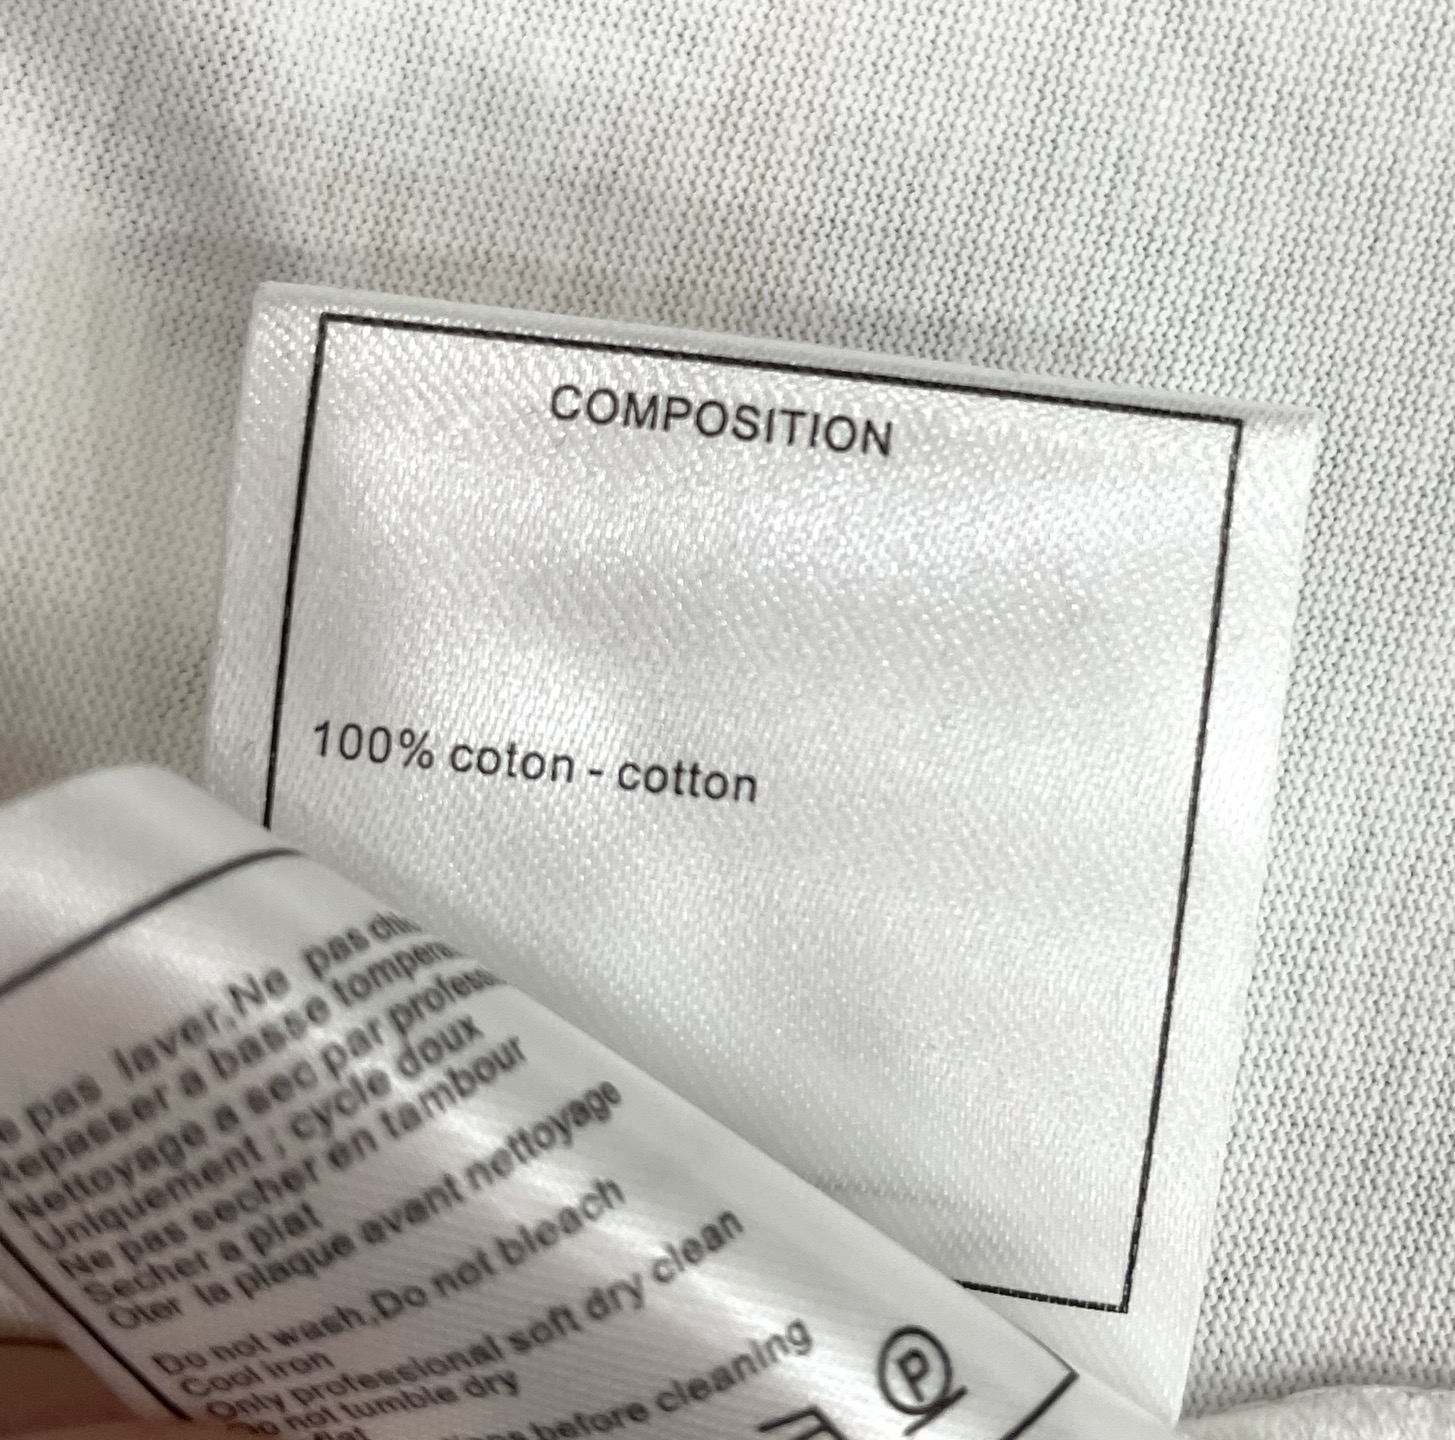 COMPOSITION
100% coton - cotton
pas laver,Ne pas
Repasser a basse
Nettoyage a sec par
Uniquement ; cycle doux
Ne pas secher en tambour
Secher a plat
Oter la plaque avant nettoyage
Do not wash,Do not bleach
Cool iron
Only professional soft dry clean
not tumble dry
flat
before cleaning
P